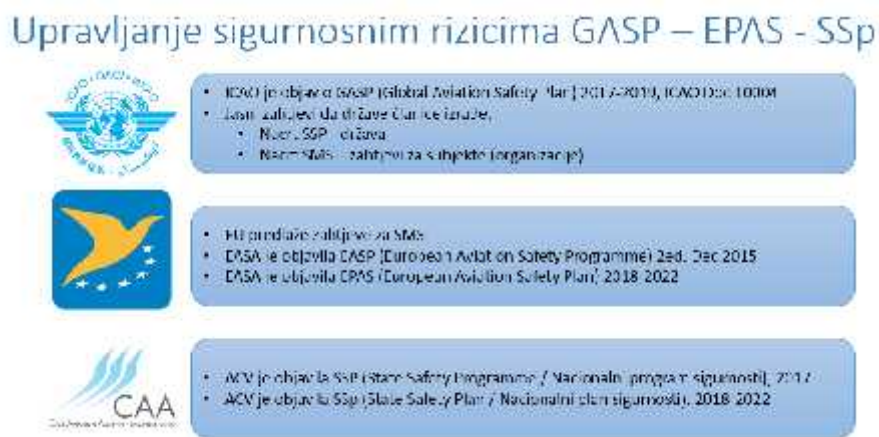 Upravljanje sigurnosnim rizicima GASP – EPAS - SSp
• ICAO je objavio GASP (Global Aviation Safety Plan) 2017-2019, ICAO Doc 10004
• Jasni zahtjevi da države članice izrade:
• Nacrt SSP - država
• Nacrt SMS - zahtjevi za subjekte (organizacije)
• EU predlaže zahtjeve za SMS
• EASA je objavila EASP (European Aviation Safety Programme) 2ed. Dec 2015
• EASA je objavila EPAS (European Aviation Safety Plan) 2018-2022
CAA
• ACV je objavila SSP (State Safety Programme / Nacionalni program sigurnosti), 2017
• ACV je objavila SSp (State Safety Plan / Nacionalni plan sigurnosti), 2018-2022